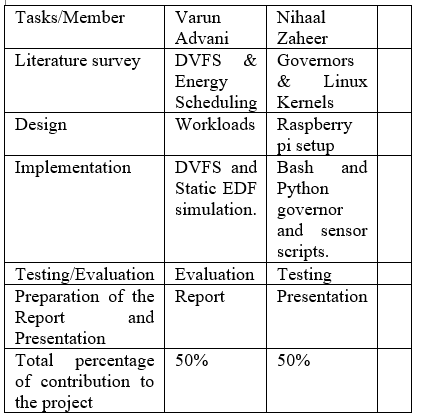 Tasks/Member
Varun
Advani
Nihaal
Zaheer
Literature survey
DVFS &
Energy
Scheduling
Governors
& Linux
Kernels
Design
Workloads
Raspberry
pi setup
Implementation
DVFS and
Static EDF
simulation.
Bash and
Python
governor
and sensor
scripts.
Testing/Evaluation
Evaluation
Testing
Preparation of the
Report and
Presentation
Report
Presentation
Total percentage
of contribution to
the project
50%
50%